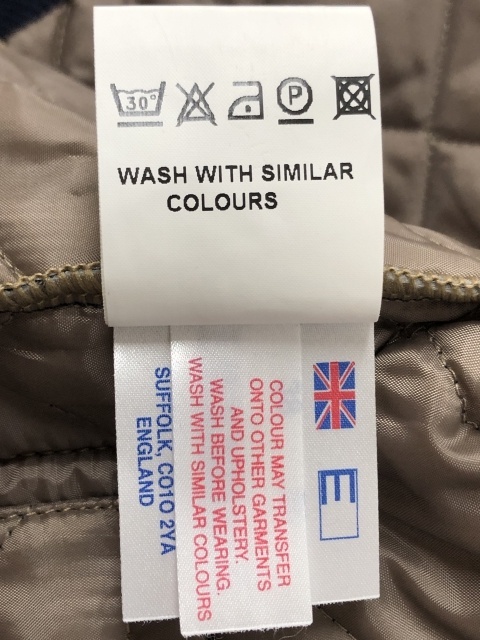 30°
P
WASH WITH SIMILAR
COLOURS
E
COLOUR MAY TRANSFER
ONTO OTHER GARMENTS
AND UPHOLSTERY.
WASH BEFORE WEARING.
WASH WITH SIMILAR COLOURS
SUFFOLK, CO10 2YA
ENGLAND